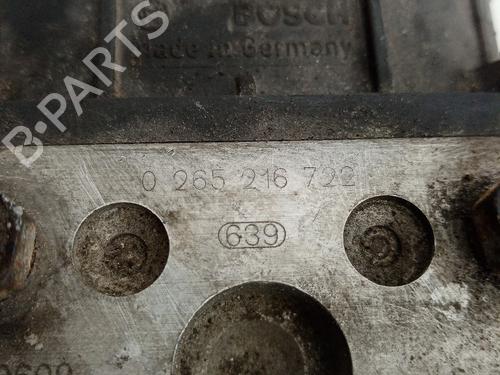 BOSCH
Made in Germany
B-PARTS
0 265 216 722
639